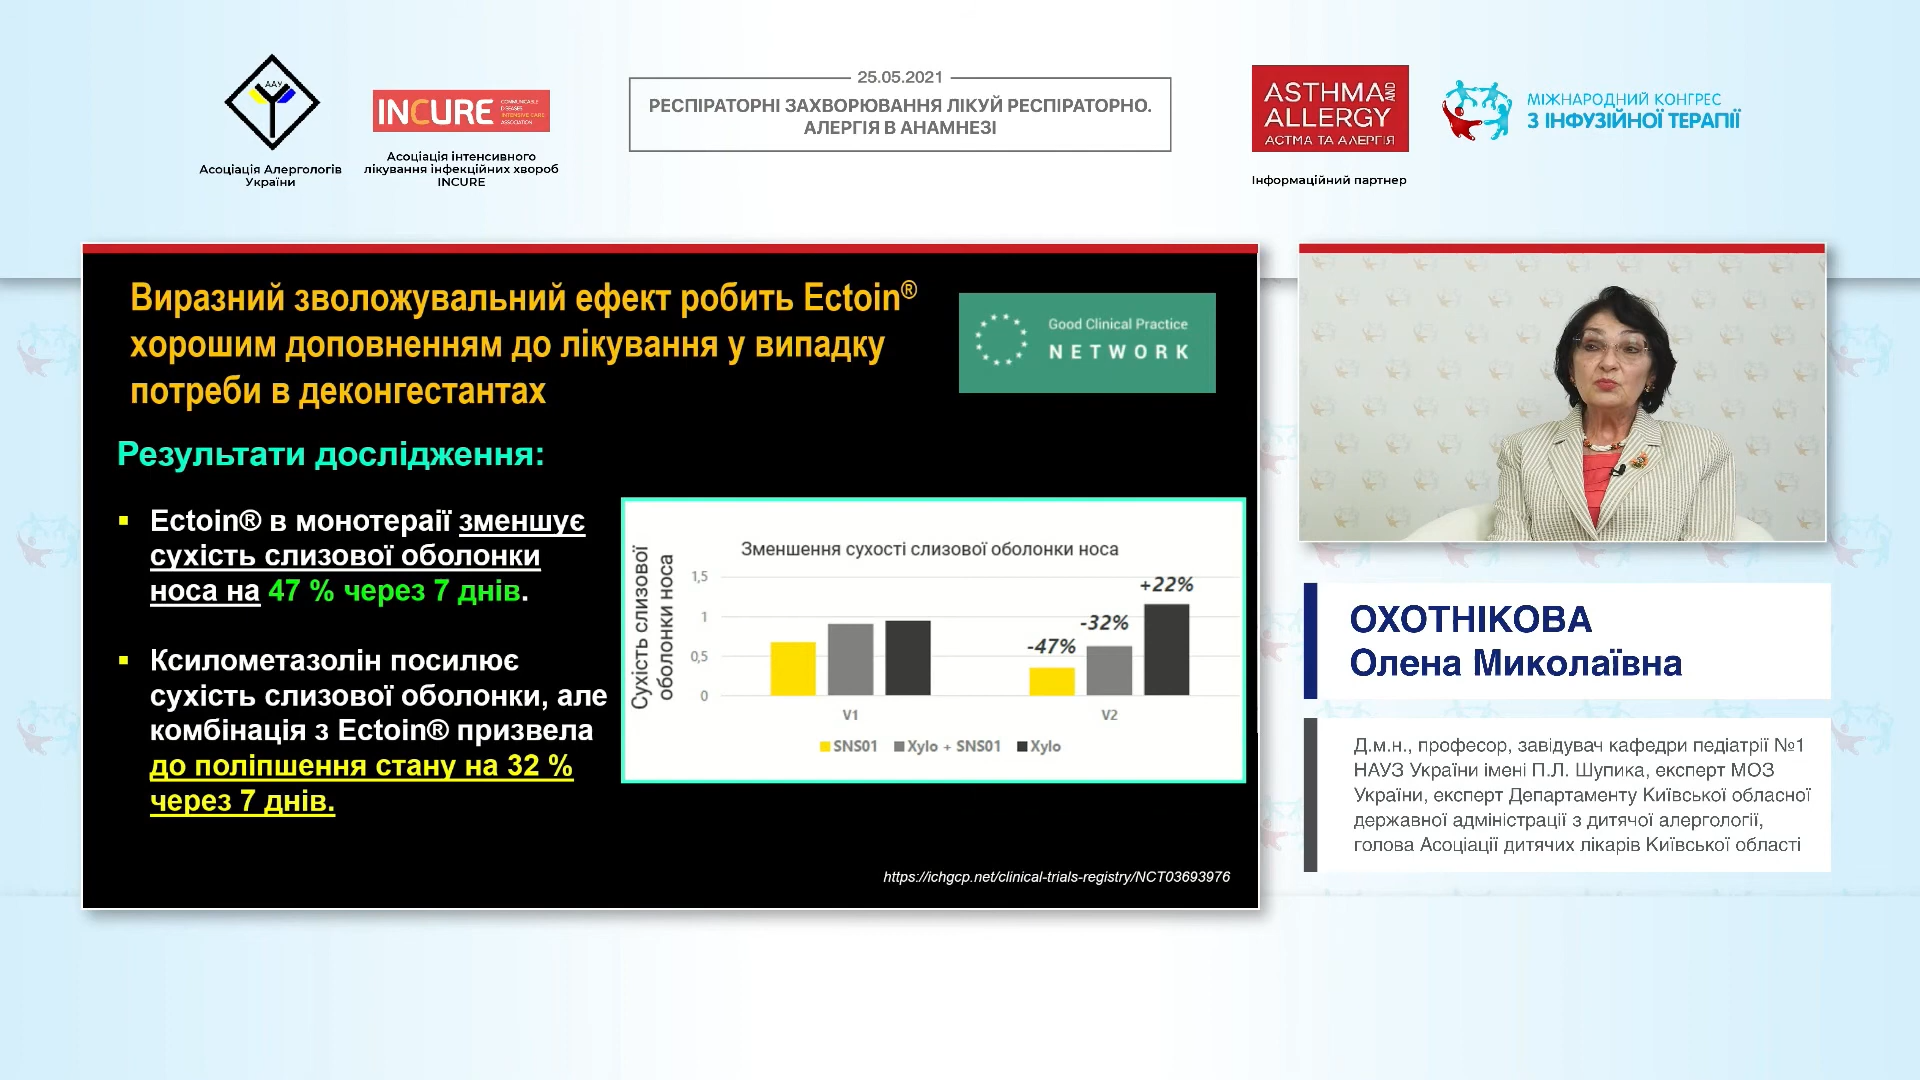 ААУ
Асоціація Алергологів
України
INCURE
COMMUNICABLE
DISEASES
INTENSIVE CARE
ASSOCIATION
Асоціація інтенсивного
лікування інфекційних хвороб
INCURE
25.05.2021
РЕСПІРАТОРНІ ЗАХВОРЮВАННЯ ЛІКУЙ РЕСПІРАТОРНО.
АЛЕРГІЯ В АНАМНЕЗІ
ASTHMA AND
ALLERGY
АСТМА ТА АЛЕРГІЯ
Інформаційний партнер
МІЖНАРОДНИЙ КОНГРЕС
З ІНФУЗІЙНОЇ ТЕРАПІЇ
Виразний зволожувальний ефект робить Ectoin®
хорошим доповненням до лікування у випадку
потреби в деконгестантах
Good Clinical Practice
NETWORK
Результати дослідження:
Ectoin® в монотераії зменшує
сухість слизової оболонки
носа на 47 % через 7 днів.
Ксилометазолін посилює
сухість слизової оболонки, але
комбінація з Ectoin® призвела
до поліпшення стану на 32 %
через 7 днів.
Зменшення сухості слизової оболонки носа
Сухість слизової
оболонки носа
1,5
1
0,5
0
-47%
-32%
+22%
V1
V2
SNS01
Xylo + SNS01
Xylo
https://ichgcp.net/clinical-trials-registry/NCT03693976
ОХОТНІКОВА
Олена Миколаївна
Д.м.н., професор, завідувач кафедри педіатрії №1
НАУЗ України імені П.Л. Шупика, експерт МОЗ
України, експерт Департаменту Київської обласної
державної адміністрації з дитячої алергології,
голова Асоціації дитячих лікарів Київської області